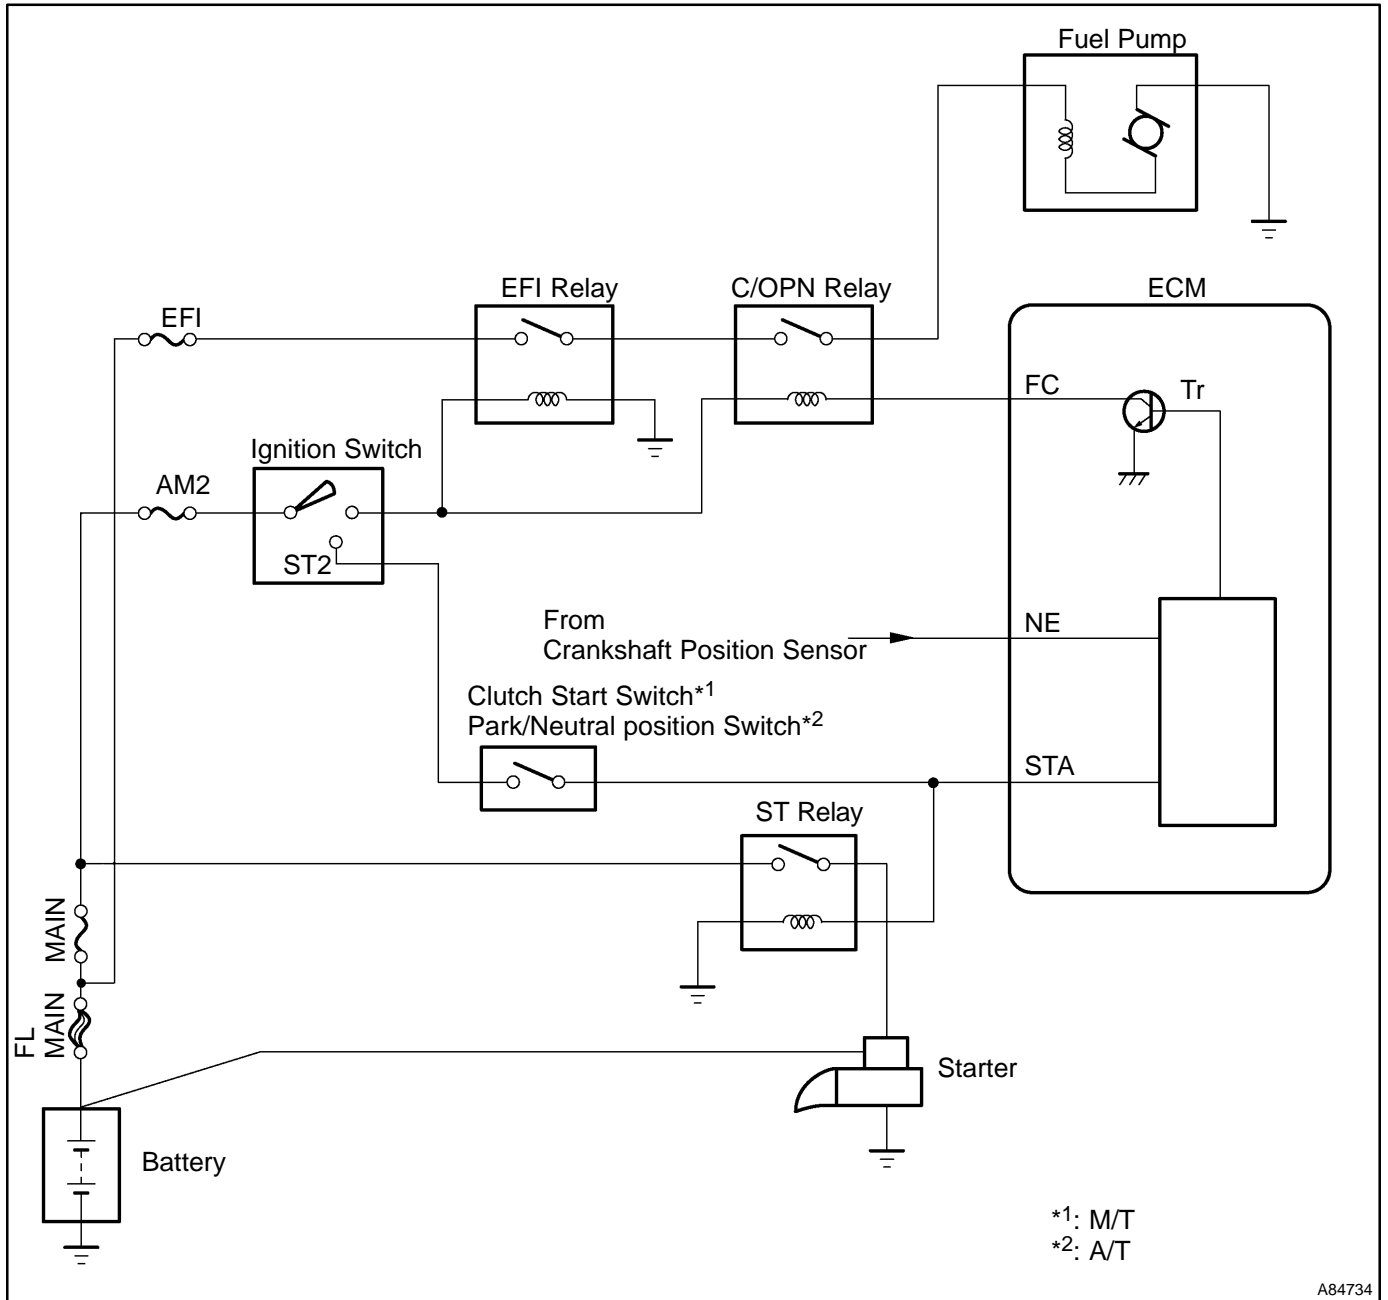 Fuel Pump
EFI Relay
C/OPN Relay
ECM
EFI
FC
Tr
Ignition Switch
AM2
ST2
From
Crankshaft Position Sensor
NE
Clutch Start Switch*1
Park/Neutral position Switch*2
STA
ST Relay
MAIN
FL
MAIN
Starter
Battery
*1: M/T
*2: A/T
A84734